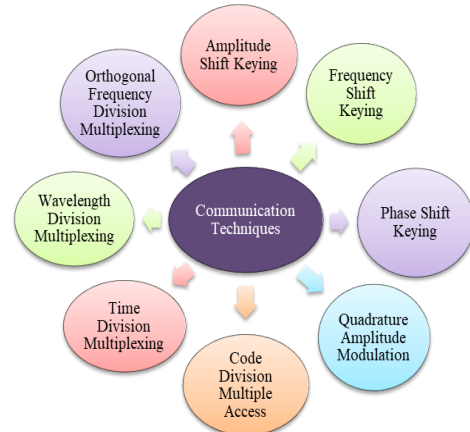 Amplitude
Shift Keying
Frequency
Shift
Keying
Phase Shift
Keying
Quadrature
Amplitude
Modulation
Code
Division
Multiple
Access
Time
Division
Multiplexing
Wavelength
Division
Multiplexing
Orthogonal
Frequency
Division
Multiplexing
Communication
Techniques